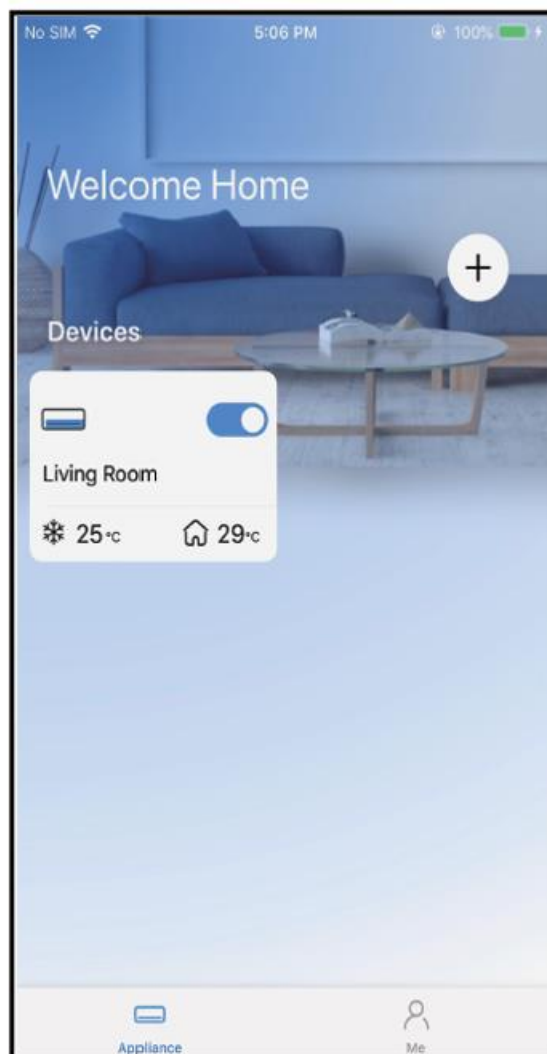 No SIM 5:06 PM 100%
Welcome Home
+
Devices
Living Room
25°C 29°C
Appliance Me